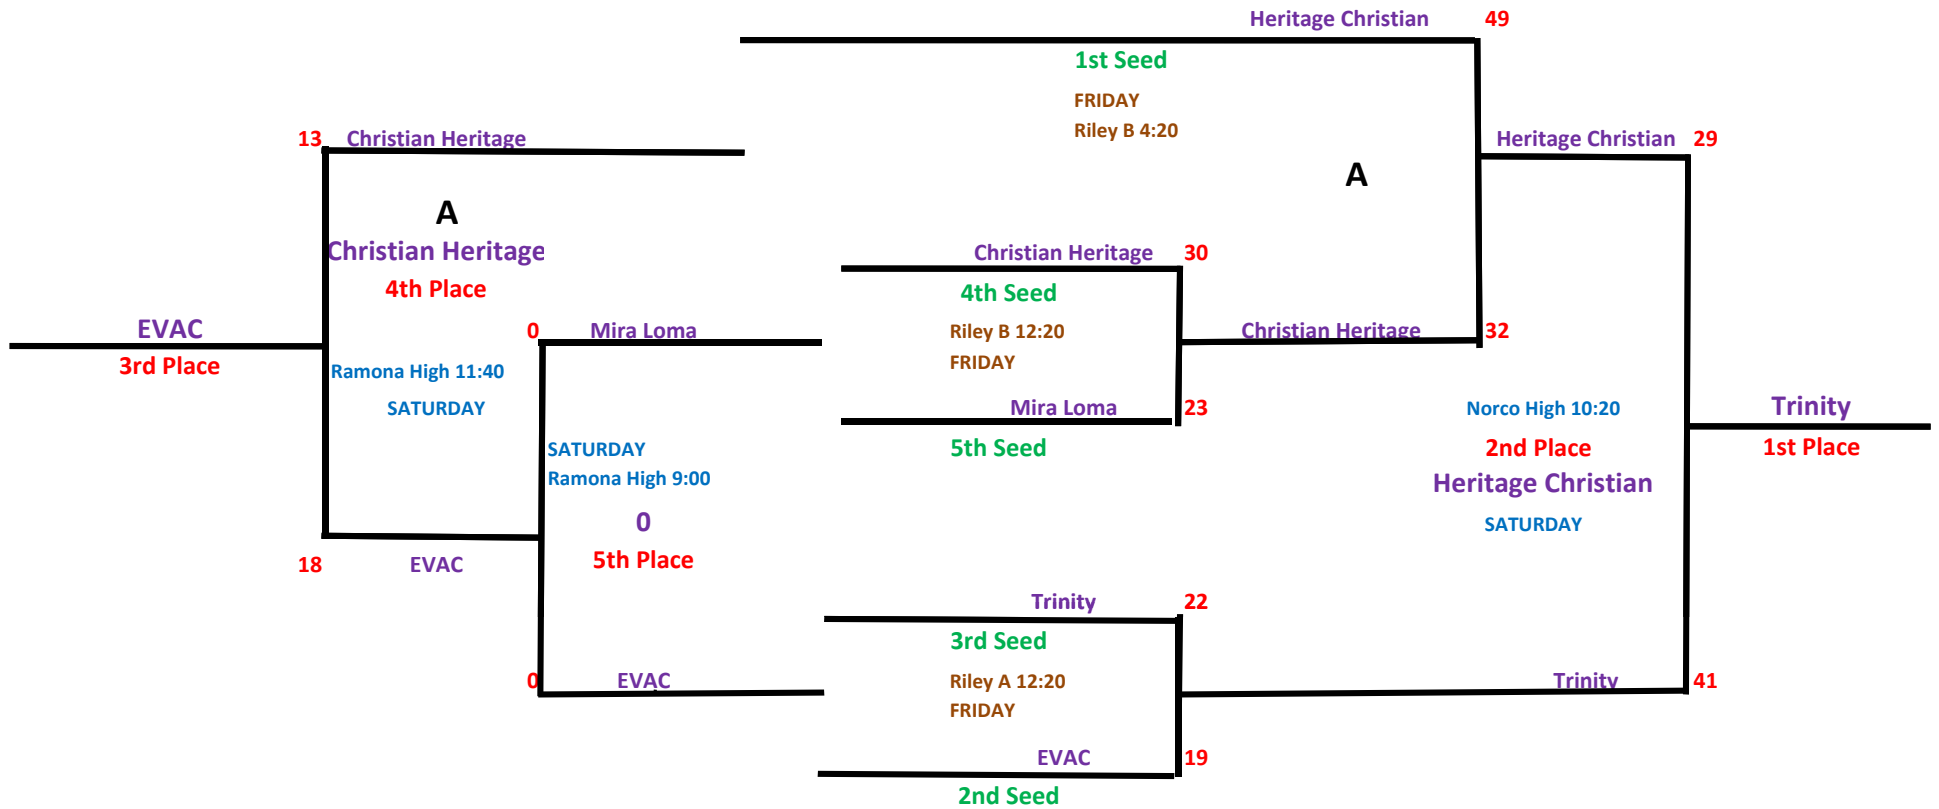 Heritage Christian 49
1st Seed
FRIDAY
Riley B 4:20
13 Christian Heritage
Heritage Christian 29
A
A
Christian Heritage
4th Place
Christian Heritage 30
4th Seed
EVAC
3rd Place
0 Mira Loma
Riley B 12:20
FRIDAY
Christian Heritage 32
Ramona High 11:40
SATURDAY
Mira Loma 23
5th Seed
Norco High 10:20
2nd Place
Heritage Christian
SATURDAY
Trinity
1st Place
SATURDAY
Ramona High 9:00
0
5th Place
18 EVAC
Trinity 22
3rd Seed
0 EVAC
Riley A 12:20
FRIDAY
Trinity 41
EVAC 19
2nd Seed